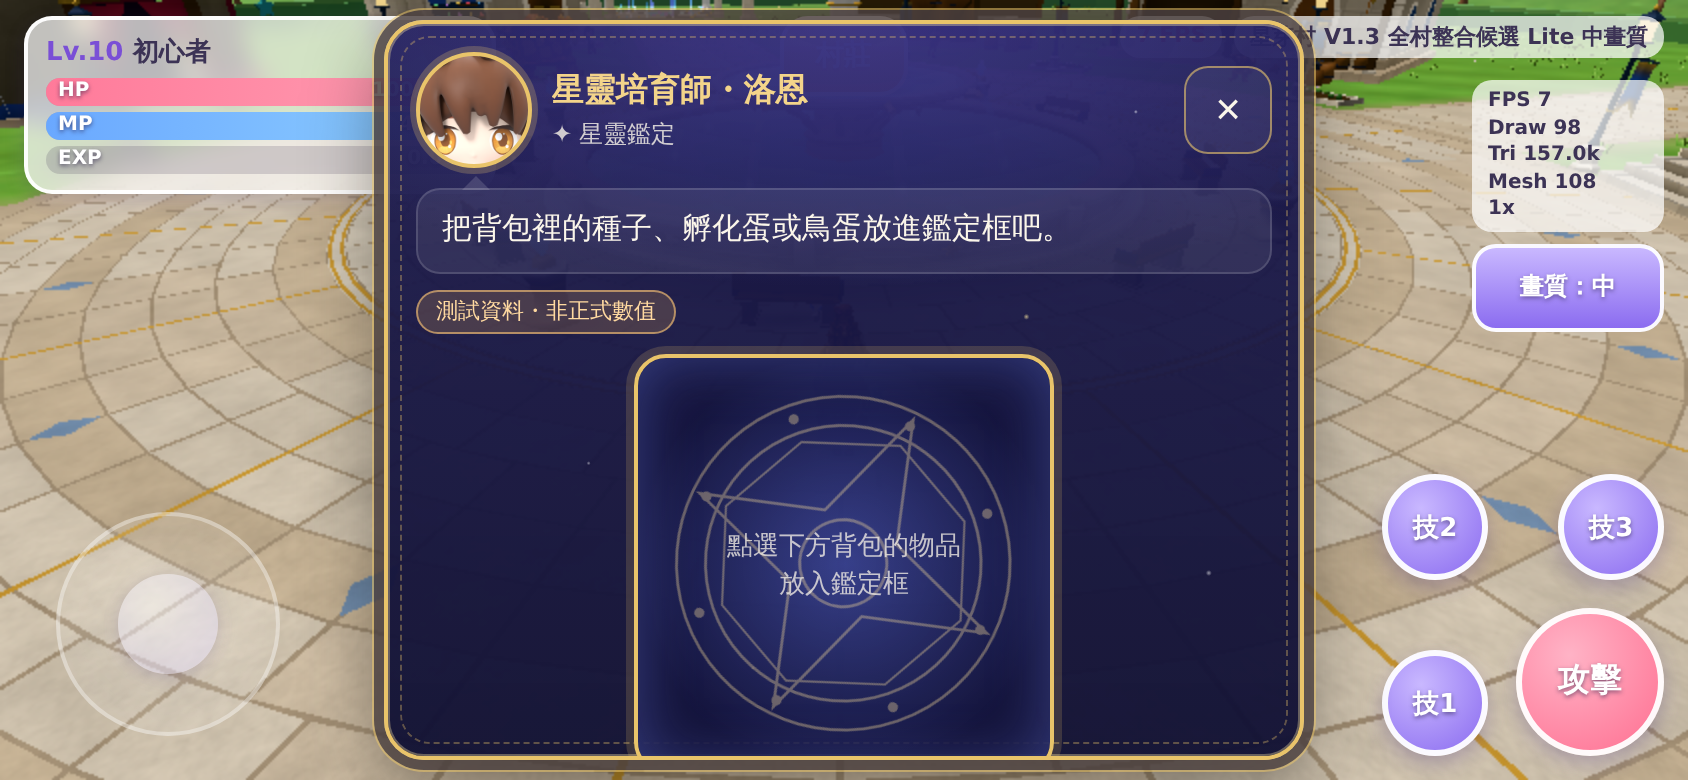 Lv.10 初心者
HP
MP
EXP
星靈培育師・洛恩
✦ 星靈鑑定
×
把背包裡的種子、孵化蛋或鳥蛋放進鑑定框吧。
測試資料・非正式數值
點選下方背包的物品
放入鑑定框
村 V1.3 全村整合候選 Lite 中畫質
FPS 7
Draw 98
Tri 157.0k
Mesh 108
1x
畫質：中
技2
技3
技1
攻擊